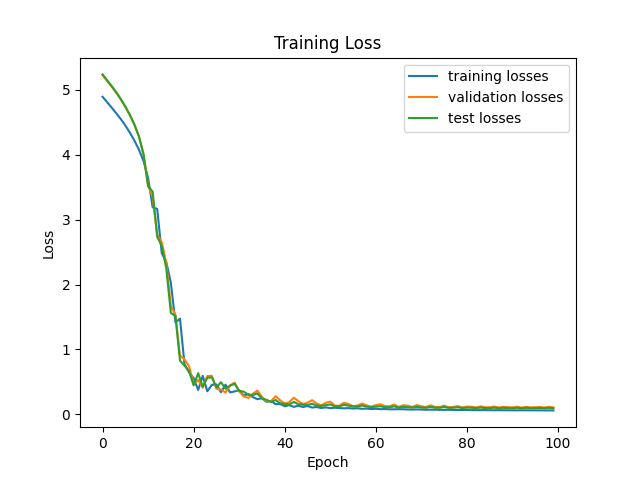 Training Loss
training losses
validation losses
test losses
5
4
3
2
1
0
Loss
0 20 40 60 80 100
Epoch